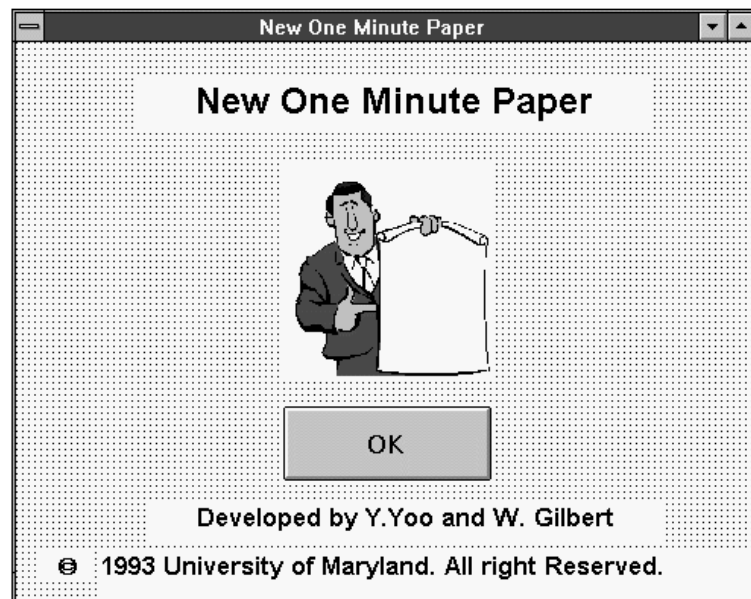 New One Minute Paper
New One Minute Paper
OK
Developed by Y.Yoo and W. Gilbert
© 1993 University of Maryland. All right Reserved.